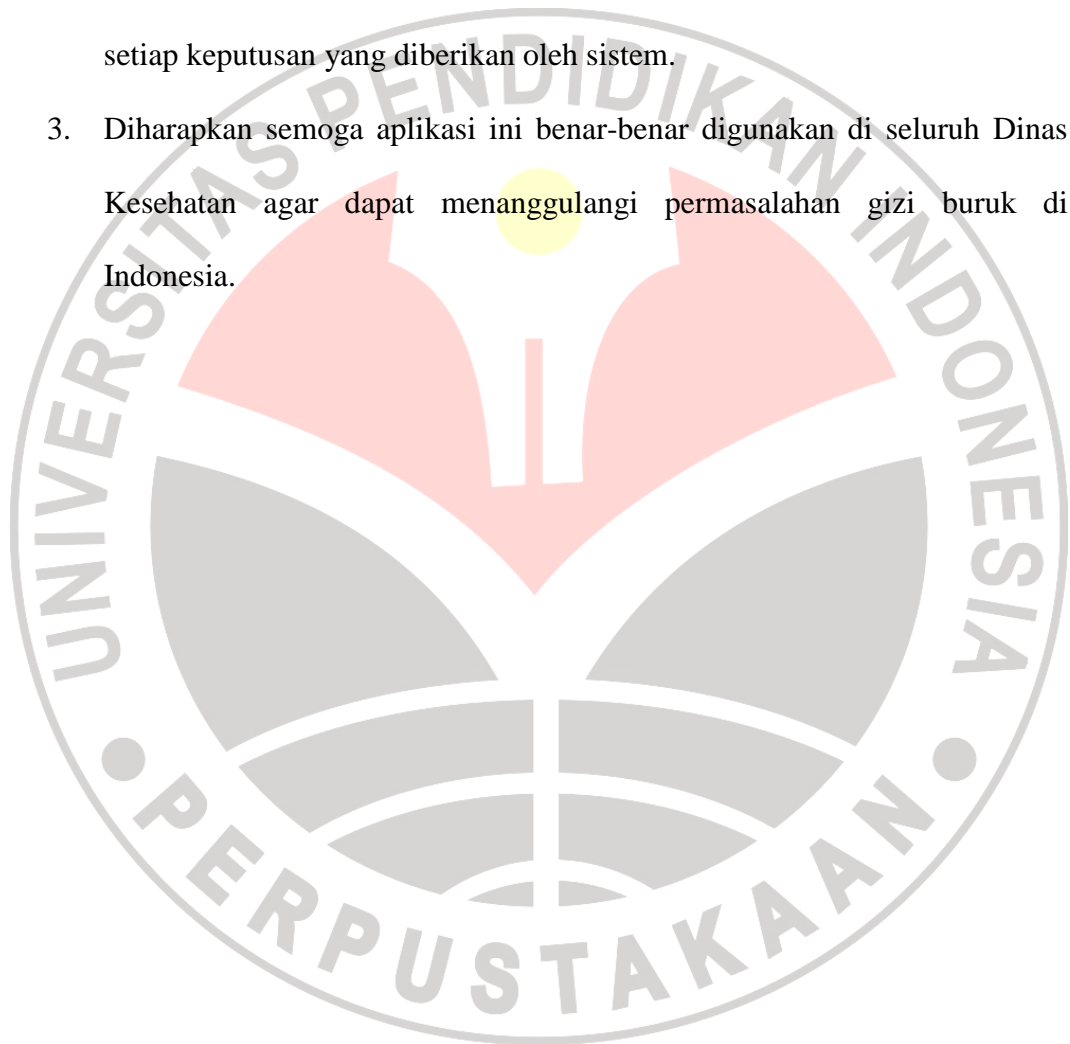 setiap keputusan yang diberikan oleh sistem.
3. Diharapkan semoga aplikasi ini benar-benar digunakan di seluruh Dinas
Kesehatan agar dapat menanggulangi permasalahan gizi buruk di
Indonesia.
UNIVERSITAS PENDIDIKAN INDONESIA
PERPUSTAKAAN